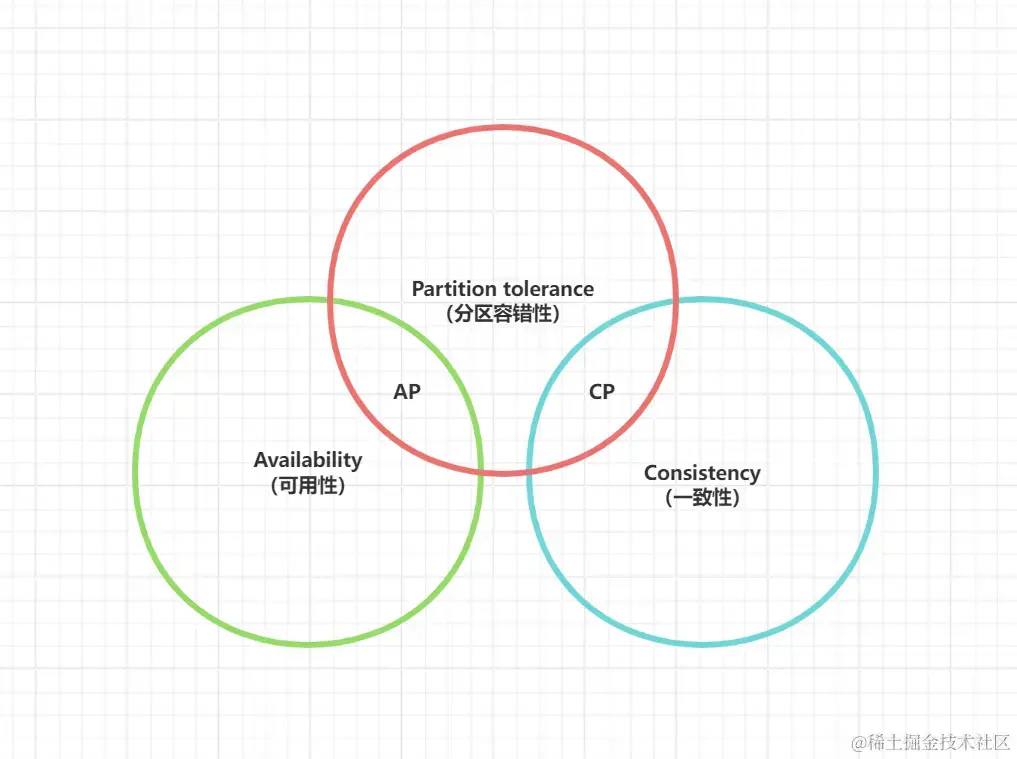 Partition tolerance
（分区容错性）
AP
CP
Availability
（可用性）
Consistency
（一致性）
@稀土掘金技术社区